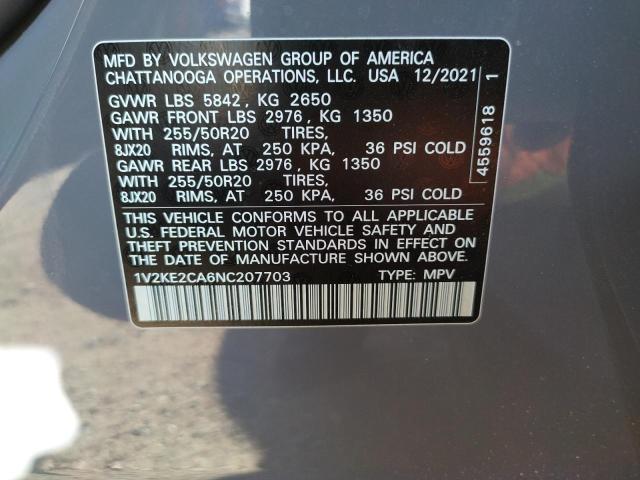 MFD BY VOLKSWAGEN GROUP OF AMERICA
CHATTANOOGA OPERATIONS, LLC. USA 12/2021
GVWR LBS 5842, KG 2650
GAWR FRONT LBS 2976, KG 1350
WITH 255/50R20 TIRES,
8JX20 RIMS, AT 250 KPA, 36 PSI COLD
GAWR REAR LBS 2976, KG 1350
WITH 255/50R20 TIRES,
8JX20 RIMS, AT 250 KPA, 36 PSI COLD
THIS VEHICLE CONFORMS TO ALL APPLICABLE
U.S. FEDERAL MOTOR VEHICLE SAFETY AND
THEFT PREVENTION STANDARDS IN EFFECT ON
THE DATE OF MANUFACTURE SHOWN ABOVE.
1V2KE2CA6NC207703 TYPE: MPV
4559618 1